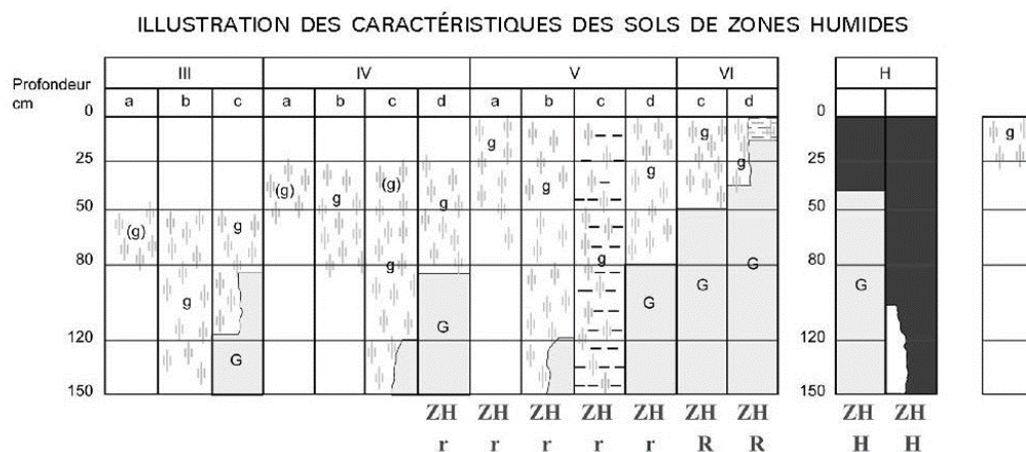 ILLUSTRATION DES CARACTÉRISTIQUES DES SOLS DE ZONES HUMIDES
III IV V VI H
Profondeur
cm
a b c a b c d a b c d c d
0 0
g g g g
25 25
g g g
(g) g (g) g g
50 50
(g) g
g g
80 80
g G G G G
G
120 120
G
150 150
ZH ZH ZH ZH ZH ZH ZH ZH ZH
r r r r r R R H H